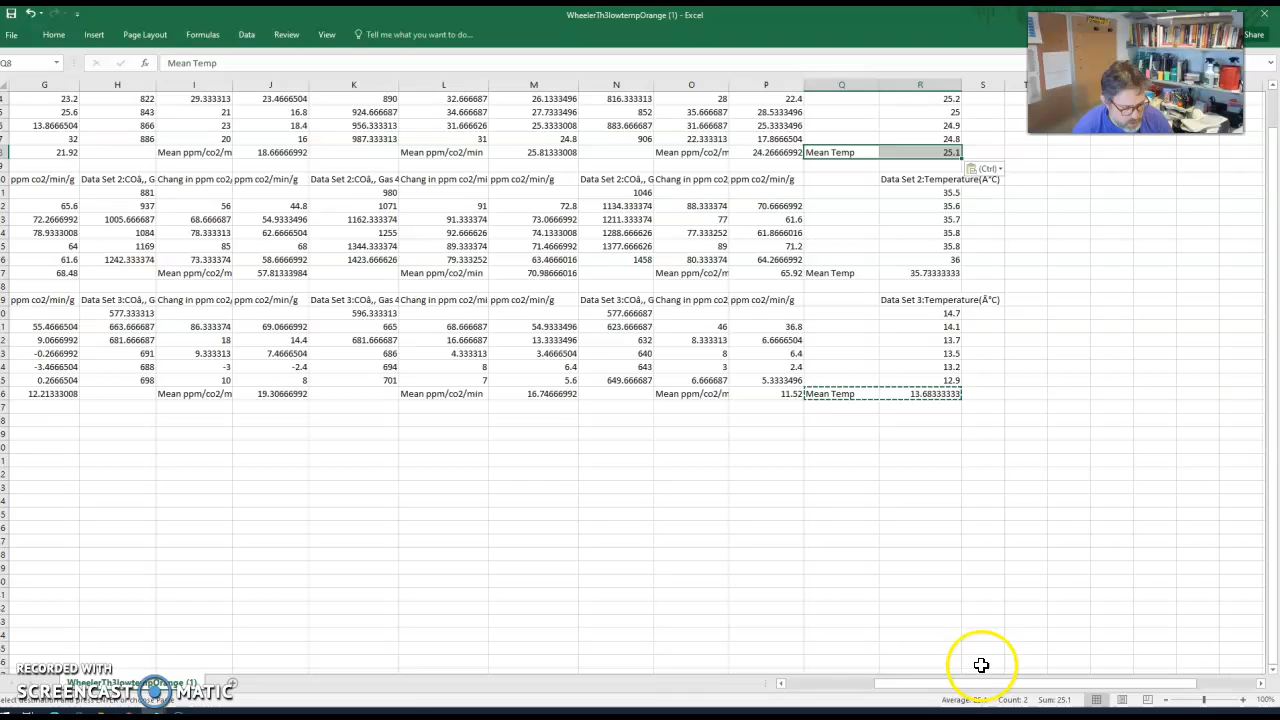 WheelerTh3lowtempOrange (1) - Excel
File Home Insert Page Layout Formulas Data Review View Tell me what you want to do... Share
Q8 fx Mean Temp
G H I J K L M N O P Q R S
23.2 822 29.333313 23.4666504 890 32.666687 26.1333496 816.333313 28 22.4 25.2
25.6 843 21 16.8 924.666687 34.666687 27.7333496 852 35.666687 28.5333496 25
13.8666504 866 23 18.4 956.333313 31.666626 25.3333008 883.666687 31.666687 25.3333496 24.9
32 886 20 16 987.333313 31 24.8 906 22.333313 17.8666504 24.8
21.92 Mean ppm/co2/m 18.66666992 Mean ppm/co2/min 25.81333008 Mean ppm/co2/m 24.26666992 Mean Temp 25.1
(Ctrl)
ppm co2/min/g Data Set 2:COâ,, G Chang in ppm co2, ppm co2/min/g Data Set 2:COâ,, Gas 4 Chang in ppm co2/mi ppm co2/min/g Data Set 2:COâ,, G Chang in ppm co2 ppm co2/min/g Data Set 2:Temperature(Â°C)
881 980 1046 35.5
65.6 937 56 44.8 1071 91 72.8 1134.333374 88.333374 70.6666992 35.6
72.2666992 1005.666687 68.666687 54.9333496 1162.333374 91.333374 73.0666992 1211.333374 77 61.6 35.7
78.9333008 1084 78.333313 62.6666504 1255 92.666626 74.1333008 1288.666626 77.333252 61.8666016 35.8
64 1169 85 68 1344.333374 89.333374 71.4666992 1377.666626 89 71.2 35.8
61.6 1242.333374 73.333374 58.6666992 1423.666626 79.333252 63.4666016 1458 80.333374 64.2666992 36
68.48 Mean ppm/co2/m 57.81333984 Mean ppm/co2/min 70.98666016 Mean ppm/co2/m 65.92 Mean Temp 35.73333333
ppm co2/min/g Data Set 3:COâ,, G Chang in ppm co2, ppm co2/min/g Data Set 3:COâ,, Gas 4 Chang in ppm co2/mi ppm co2/min/g Data Set 3:COâ,, G Chang in ppm co2 ppm co2/min/g Data Set 3:Temperature(Â°C)
577.333313 596.333313 577.666687 14.7
55.4666504 663.666687 86.333374 69.0666992 665 68.666687 54.9333496 623.666687 46 36.8 14.1
9.0666992 681.666687 18 14.4 681.666687 16.666687 13.3333496 632 8.333313 6.6666504 13.7
-0.2666992 691 9.333313 7.4666504 686 4.333313 3.4666504 640 8 6.4 13.5
-3.4666504 688 -3 -2.4 694 8 6.4 643 3 2.4 13.2
0.2666504 698 10 8 701 7 5.6 649.666687 6.666687 5.3333496 12.9
12.21333008 Mean ppm/co2/m 19.30666992 Mean ppm/co2/min 16.74666992 Mean ppm/co2/m 11.52 Mean Temp 13.68333333
RECORDED WITH
WheelerTh3lowtempOrange (1)
SCREENCAST MATIC
Average: 25.1 Count: 2 Sum: 25.1 100%